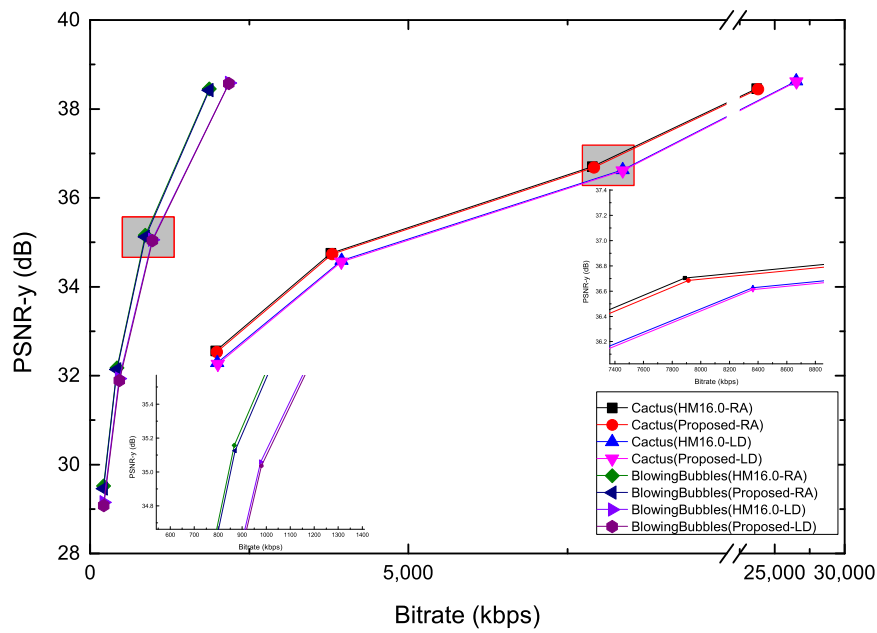 40
38
36
34
32
30
28
PSNR-y (dB)
0
5,000
25,000
30,000
Bitrate (kbps)
37.4
37.2
37.0
36.8
36.6
36.4
36.2
PSNR-y (dB)
7400
7600
7800
8000
8200
8400
8600
8800
Bitrate (kbps)
35.4
35.2
35.0
34.8
PSNR-y (dB)
600
700
800
900
1000
1100
1200
1300
1400
Bitrate (kbps)
Cactus(HM16.0-RA)
Cactus(Proposed-RA)
Cactus(HM16.0-LD)
Cactus(Proposed-LD)
BlowingBubbles(HM16.0-RA)
BlowingBubbles(Proposed-RA)
BlowingBubbles(HM16.0-LD)
BlowingBubbles(Proposed-LD)